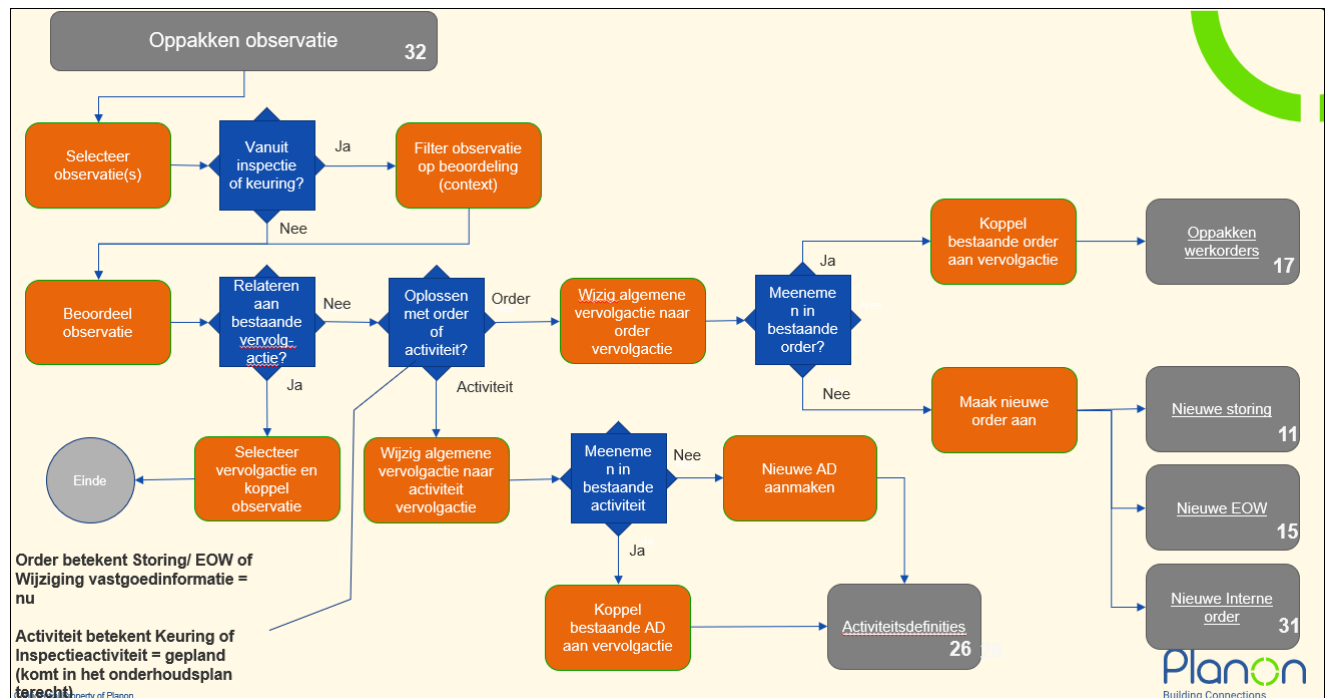 Oppakken observatie
32
Selecteer
observatie(s)
Vanuit
inspectie
of keuring?
Ja
Filter observatie
op beoordeling
(context)
Nee
Koppel
bestaande order
aan vervolgactie
Oppakken
werkorders
17
Beoordeel
observatie
Relateren
aan
bestaande
vervolg-
actie?
Nee
Oplossen
met order
of
activiteit?
Order
Wizig algemene
vervolgactie naar
order
vervolgactie
Meeneme
n in
bestaande
order?
Ja
Nee
Ja
Activiteit
Maak nieuwe
order aan
Nieuwe storing
11
Einde
Selecteer
vervolgactie en
koppel
observatie
Wijzig algemene
vervolgactie naar
activiteit
vervolgactie
Meeneme
n in
bestaande
activiteit
Nee
Nieuwe AD
aanmaken
Nieuwe EOW
15
Ja
Order betekent Storing/ EOW of
Wijziging vastgoedinformatie =
nu
Activiteit betekent Keuring of
Inspectieactiviteit = gepland
(komt in het onderhoudsplan
terecht)
Koppel
bestaande AD
aan vervolgactie
Activiteitsdefinities
26
Nieuwe Interne
order
31
Planon
Building Connections
property of Planon